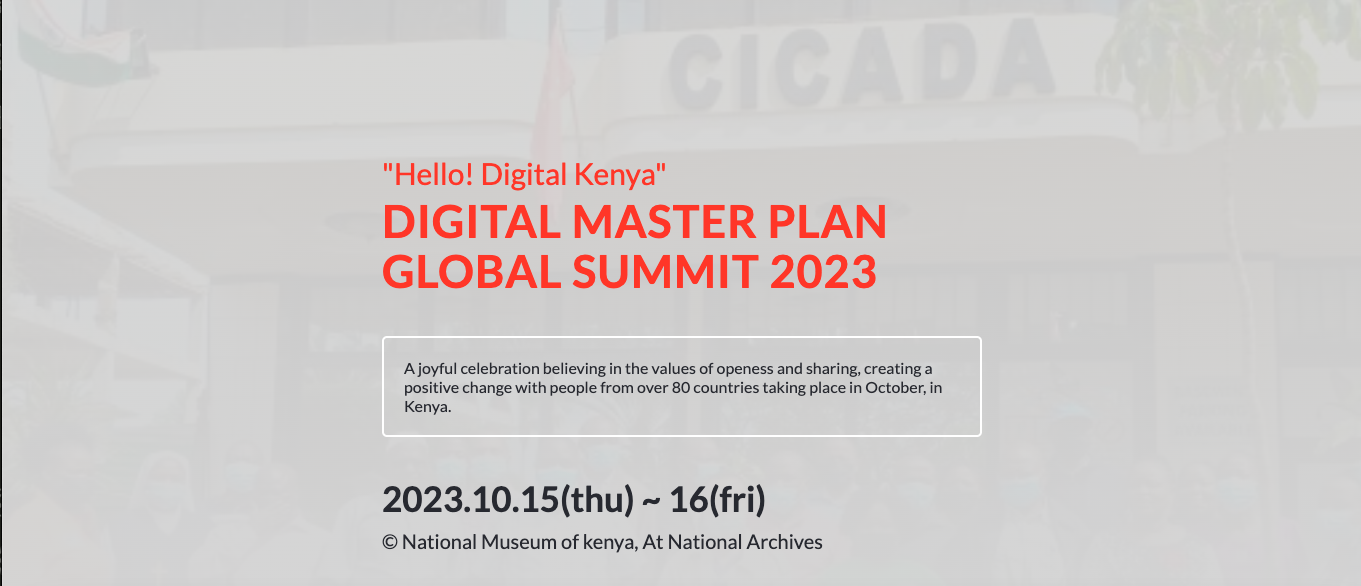 CICADA
"Hello! Digital Kenya"
DIGITAL MASTER PLAN
GLOBAL SUMMIT 2023
A joyful celebration believing in the values of openess and sharing, creating a
positive change with people from over 80 countries taking place in October, in
Kenya.
2023.10.15(thu) ~ 16(fri)
© National Museum of kenya, At National Archives